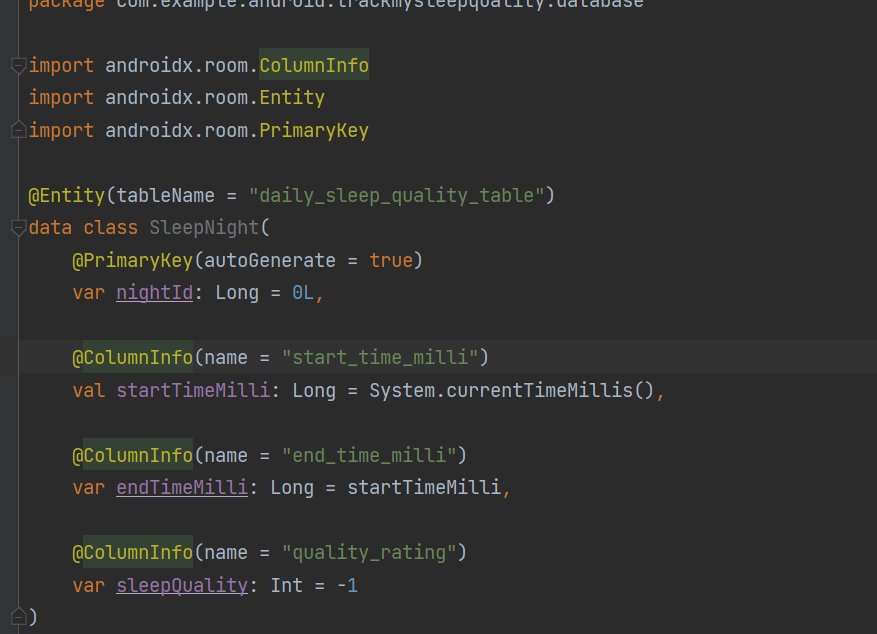 package com.example.android.trackmysleepquality.database
import androidx.room.ColumnInfo
import androidx.room.Entity
import androidx.room.PrimaryKey
@Entity(tableName = "daily_sleep_quality_table")
data class SleepNight(
@PrimaryKey(autoGenerate = true)
var nightId: Long = 0L,
@ColumnInfo(name = "start_time_milli")
val startTimeMilli: Long = System.currentTimeMillis(),
@ColumnInfo(name = "end_time_milli")
var endTimeMilli: Long = startTimeMilli,
@ColumnInfo(name = "quality_rating")
var sleepQuality: Int = -1
)